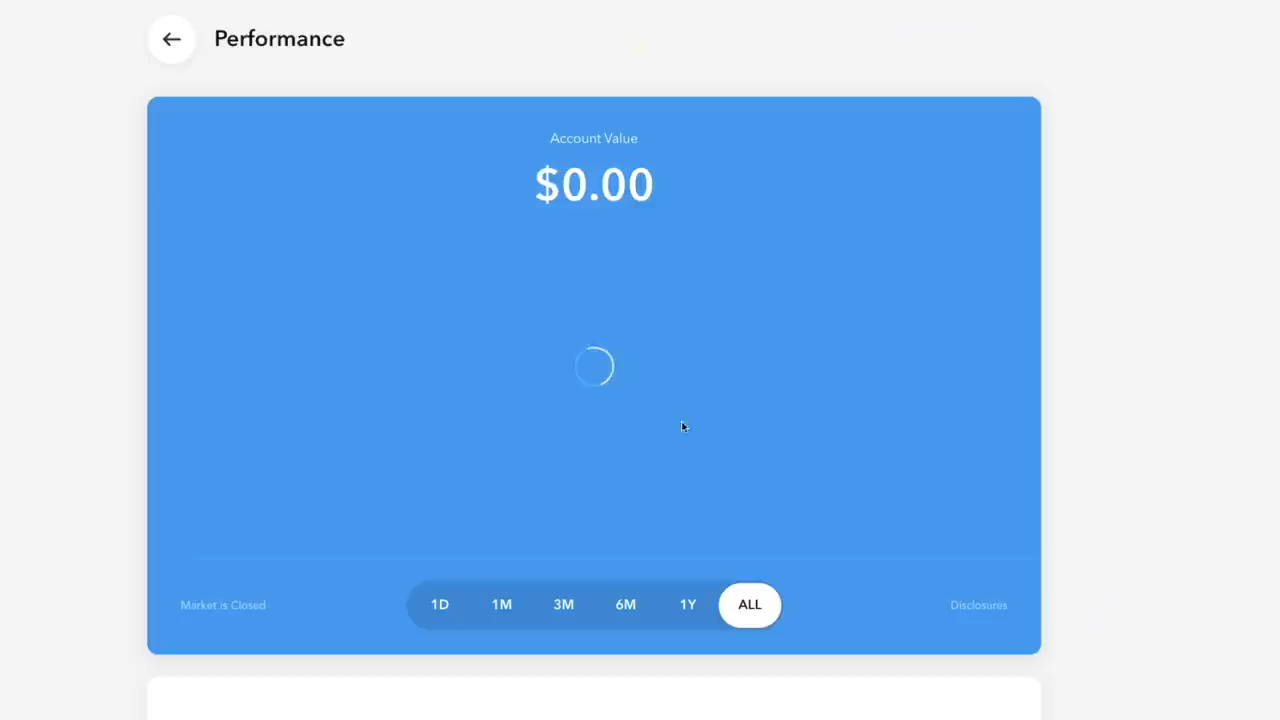 Performance
Account Value
$0.00
Market is Closed
1D
1M
3M
6M
1Y
ALL
Disclosures